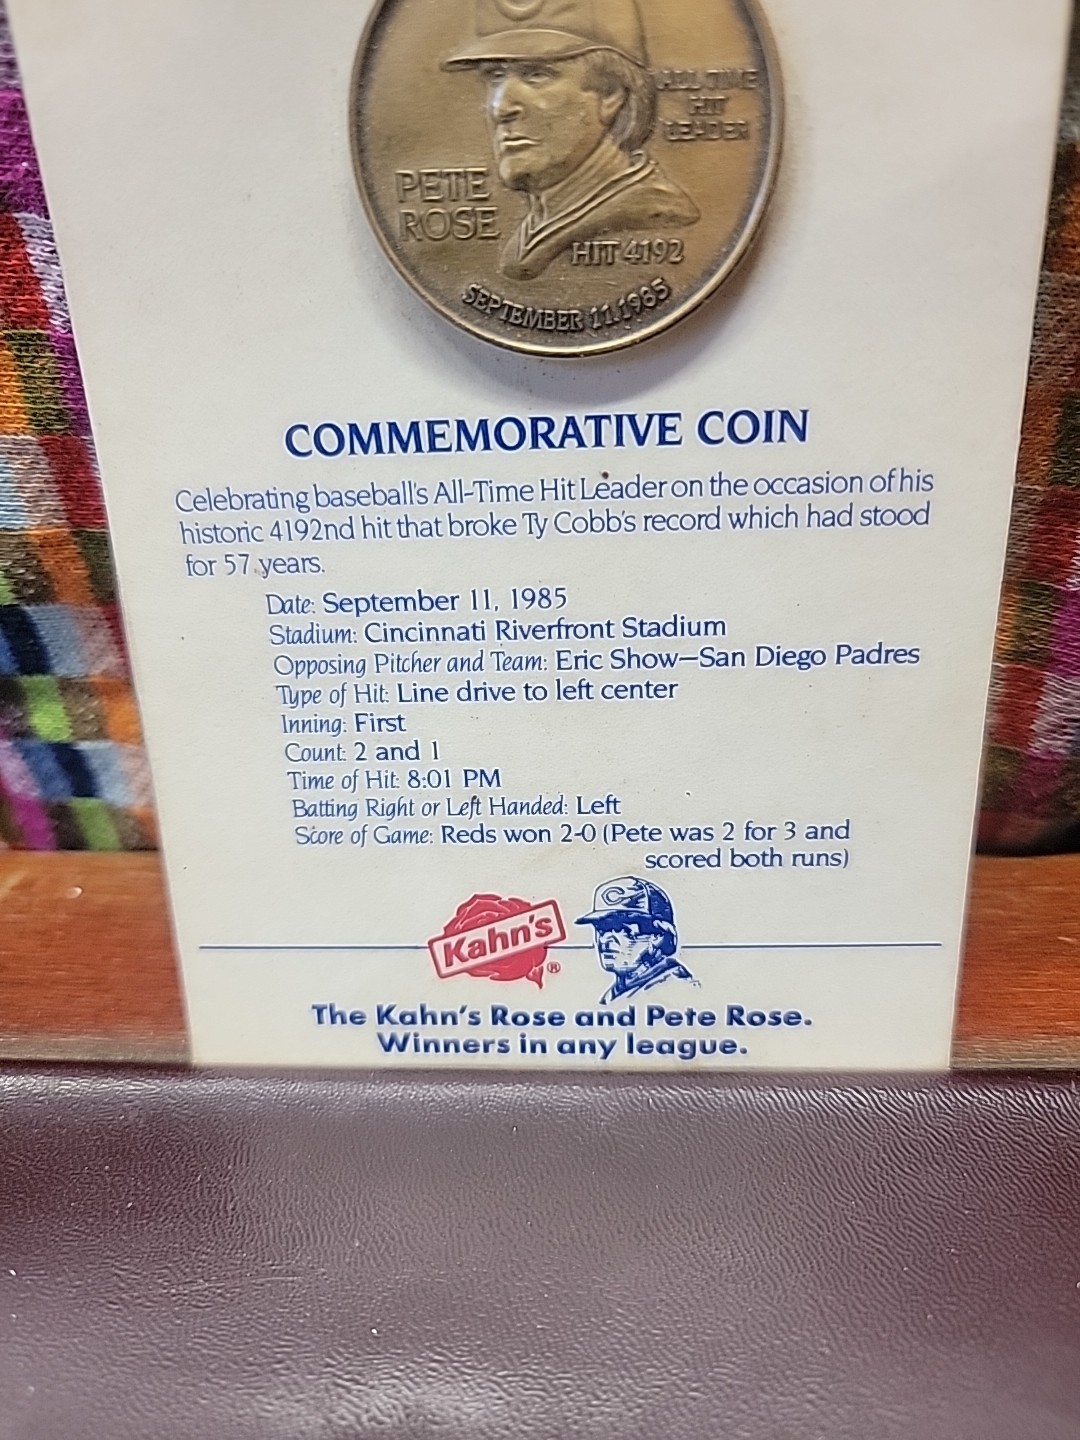 C
ALL TIME
HIT
LEADER
PETE
ROSE
HIT 4192
SEPTEMBER 11, 1985
COMMEMORATIVE COIN
Celebrating baseball's All-Time Hit Leader on the occasion of his
historic 4192nd hit that broke Ty Cobb's record which had stood
for 57 years.
Date: September 11, 1985
Stadium: Cincinnati Riverfront Stadium
Opposing Pitcher and Team: Eric Show—San Diego Padres
Type of Hit: Line drive to left center
Inning: First
Count: 2 and 1
Time of Hit: 8:01 PM
Batting Right or Left Handed: Left
Score of Game: Reds won 2-0 (Pete was 2 for 3 and
scored both runs)
Kahn's ®
C
The Kahn's Rose and Pete Rose.
Winners in any league.